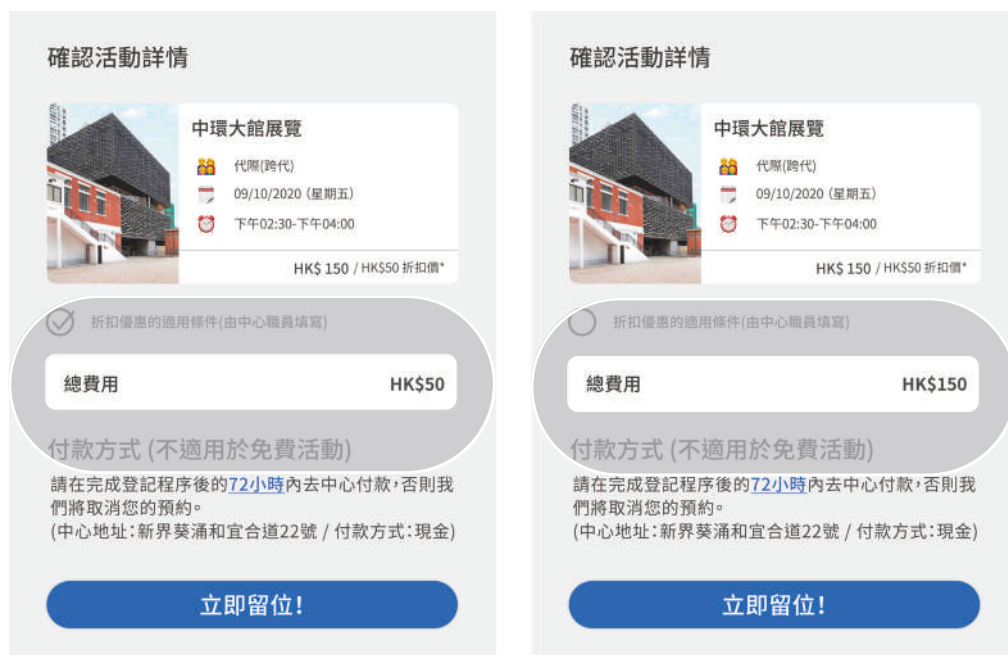 確認活動詳情
中環大館展覽
代際(跨代)
09/10/2020 (星期五)
下午02:30-下午04:00
HK$ 150 / HK$50 折扣價*
折扣優惠的適用條件(由中心職員填寫)
總費用 HK$50
付款方式 (不適用於免費活動)
請在完成登記程序後的72小時內去中心付款,否則我
們將取消您的預約。
(中心地址:新界葵涌和宜合道22號 / 付款方式:現金)
立即留位!
確認活動詳情
中環大館展覽
代際(跨代)
09/10/2020 (星期五)
下午02:30-下午04:00
HK$ 150 / HK$50 折扣價*
折扣優惠的適用條件(由中心職員填寫)
總費用 HK$150
付款方式 (不適用於免費活動)
請在完成登記程序後的72小時內去中心付款,否則我
們將取消您的預約。
(中心地址:新界葵涌和宜合道22號 / 付款方式:現金)
立即留位!